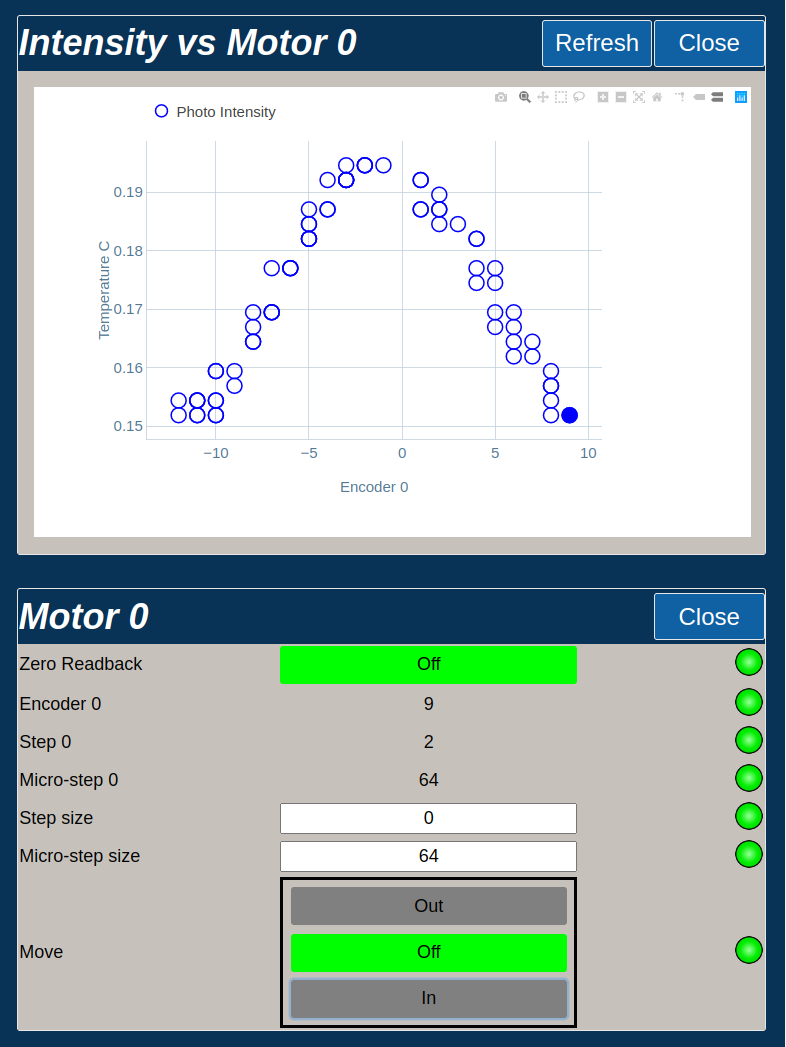 Intensity vs Motor 0 Refresh Close
Photo Intensity
Temperature C
0.19
0.18
0.17
0.16
0.15
−10 −5 0 5 10
Encoder 0
Motor 0 Close
Zero Readback Off
Encoder 0 9
Step 0 2
Micro-step 0 64
Step size 0
Micro-step size 64
Out
Move Off
In